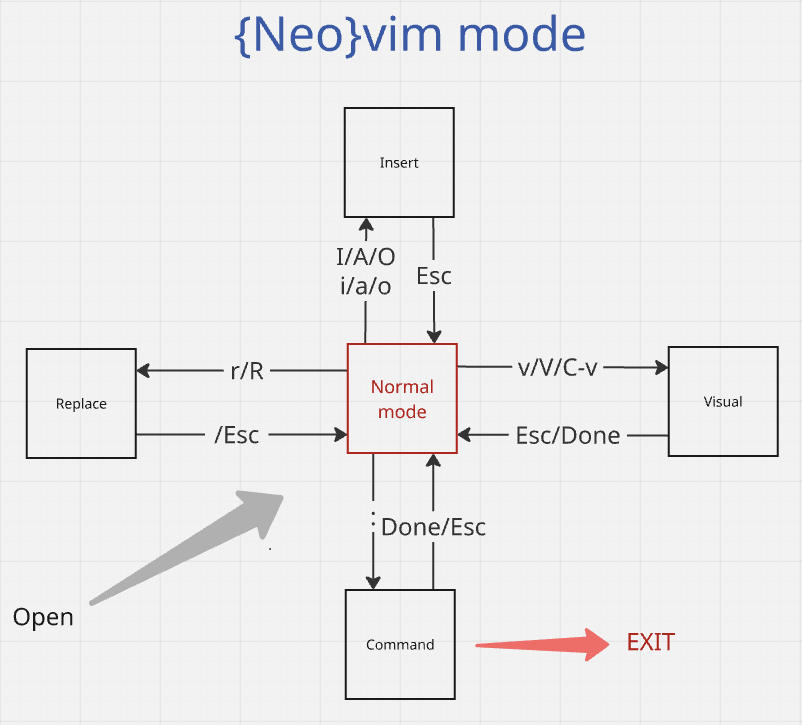 {Neo}vim mode
Insert
I/A/O
i/a/o
Esc
r/R
v/V/C-v
Normal
mode
Replace
Visual
/Esc
Esc/Done
:
Done/Esc
Open
Command
EXIT